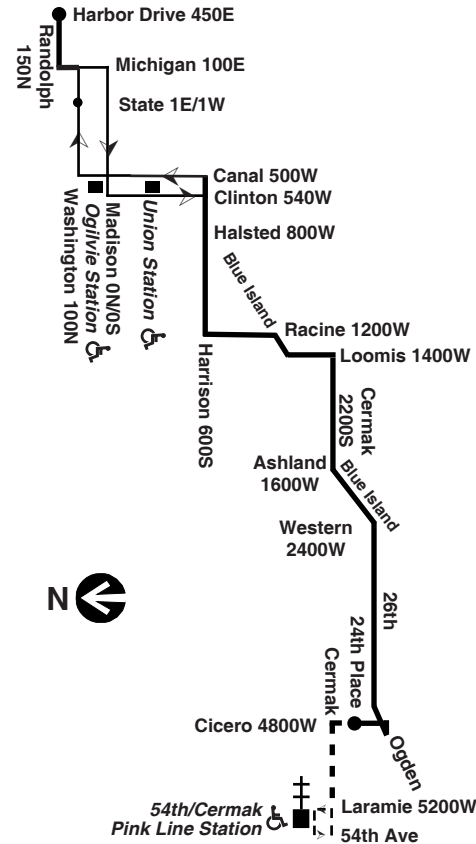 Harbor Drive 450E
Randolph
150N
Michigan 100E
State 1E/1W
Canal 500W
Clinton 540W
Washington 100N
Ogilvie Station
Madison 0N/0S
Union Station
Halsted 800W
Blue Island
Racine 1200W
Loomis 1400W
Harrison 600S
Cermak
2200S
Ashland
1600W
Blue Island
Western
2400W
N
26th
24th Place
Cermak
Cicero 4800W
Ogden
Laramie 5200W
54th/Cermak
Pink Line Station
54th Ave